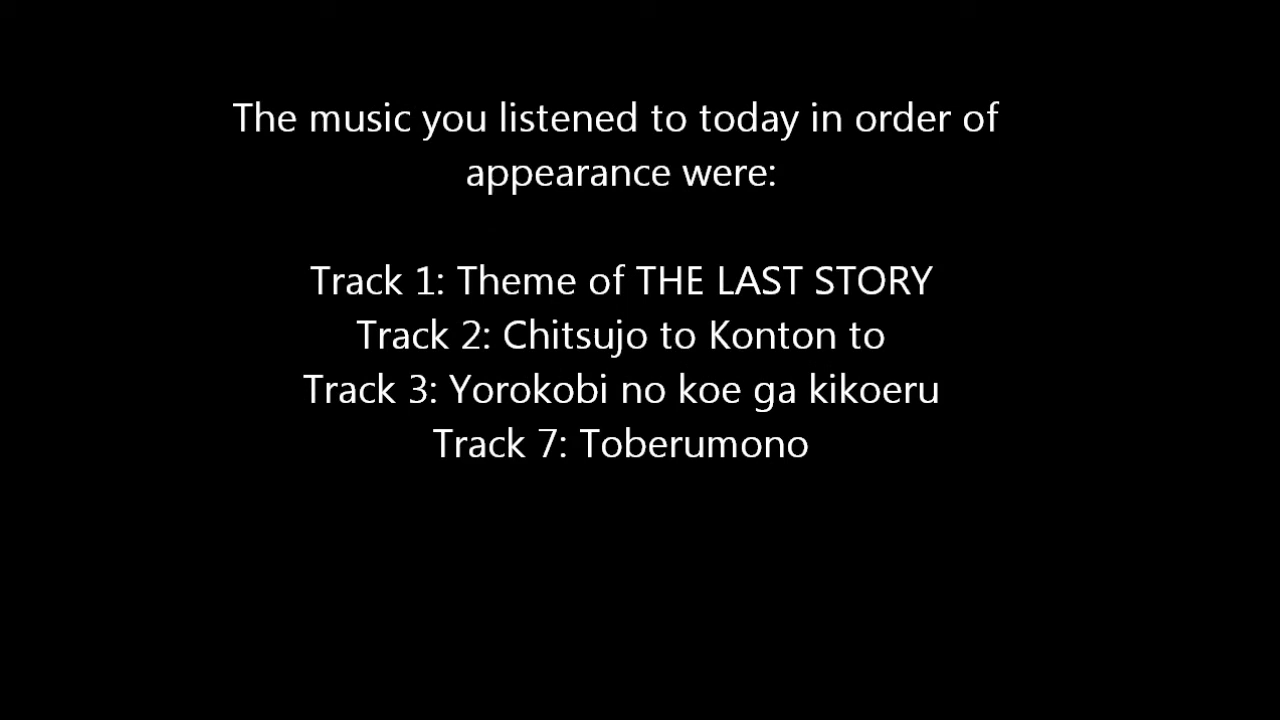 The music you listened to today in order of
appearance were:
Track 1: Theme of THE LAST STORY
Track 2: Chitsujo to Konton to
Track 3: Yorokobi no koe ga kikoeru
Track 7: Toberumono